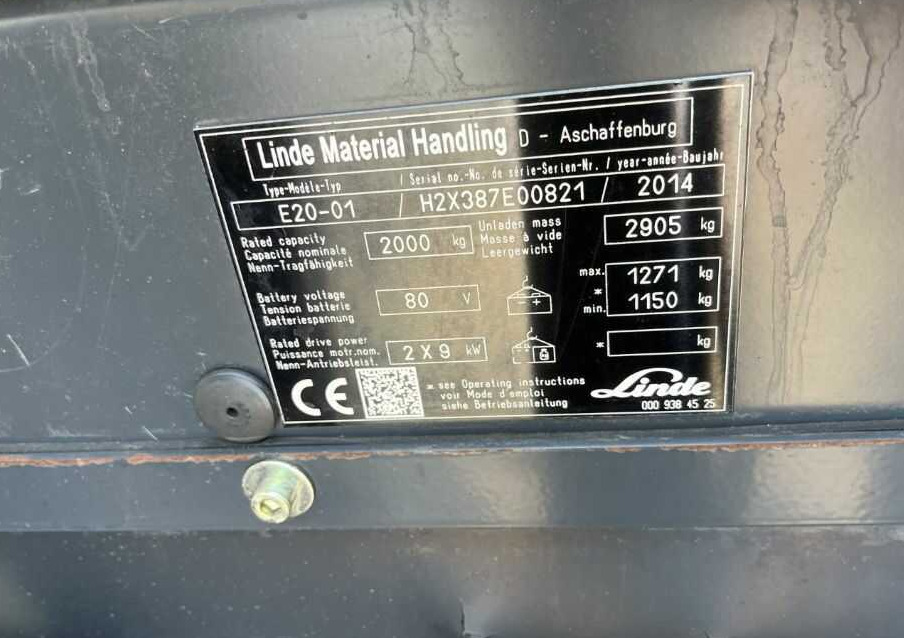 Linde Material Handling D - Aschaffenburg
Type-Modèle-Typ / Serial no.-No. de série-Serien-Nr. / year-année-Baujahr
E20-01 / H2X387E00821 / 2014
Rated capacity
Capacité nominale
Nenn-Tragfähigkeit
2000 kg
Unladen mass
Masse à vide
Leergewicht
2905 kg
Battery voltage
Tension batterie
Batteriespannung
80 V
- +
max. 1271 kg
*
min. 1150 kg
Rated drive power
Puissance motr.nom.
Nenn-Antriebsleist.
2 X 9 kW
* kg
CE
* see Operating instructions
voir Mode d'emploi
siehe Betriebsanleitung
Linde
000 938 45 25